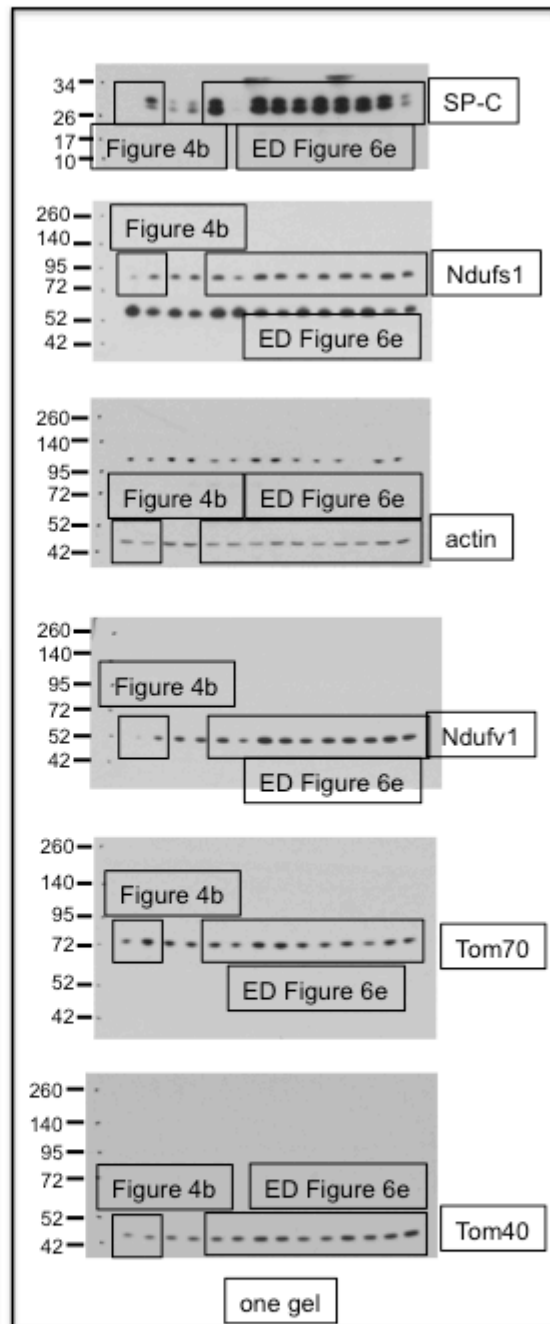 34
26
17
10
SP-C
Figure 4b
ED Figure 6e
260
140
95
72
52
42
Figure 4b
Ndufs1
ED Figure 6e
260
140
95
72
52
42
Figure 4b
ED Figure 6e
actin
260
140
95
72
52
42
Figure 4b
Ndufv1
ED Figure 6e
260
140
95
72
52
42
Figure 4b
Tom70
ED Figure 6e
260
140
95
72
52
42
Figure 4b
ED Figure 6e
Tom40
one gel